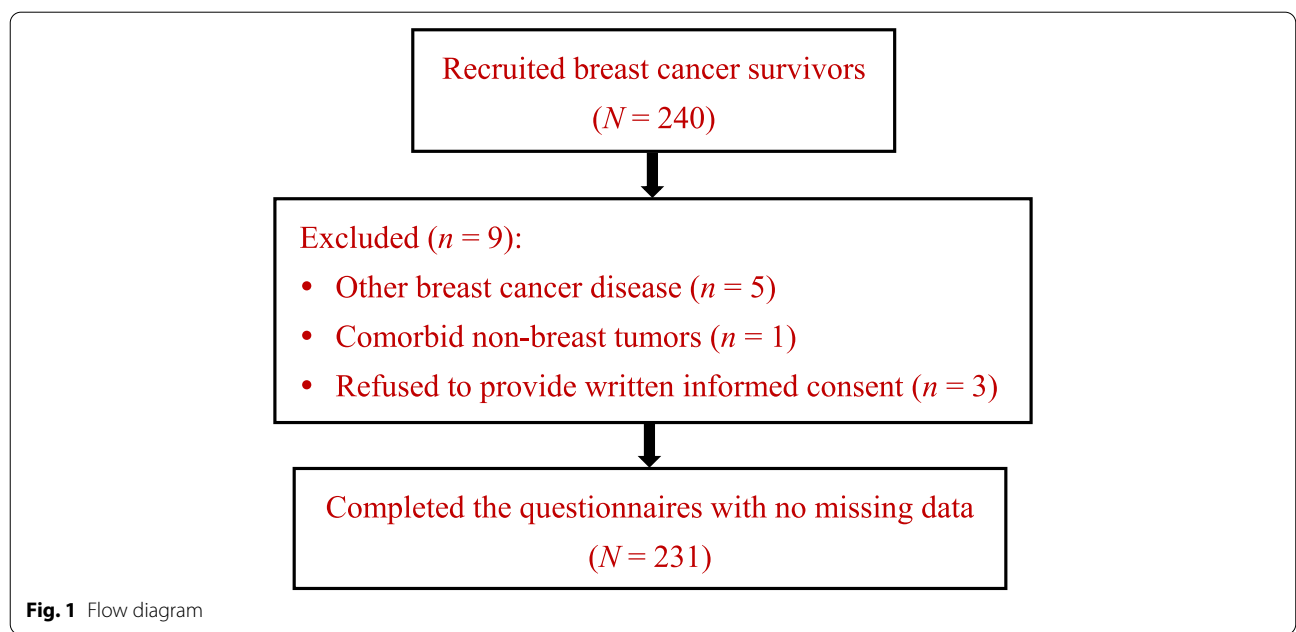 Recruited breast cancer survivors
(N = 240)
Excluded (n = 9):
• Other breast cancer disease (n = 5)
• Comorbid non-breast tumors (n = 1)
• Refused to provide written informed consent (n = 3)
Completed the questionnaires with no missing data
(N = 231)
Fig. 1 Flow diagram